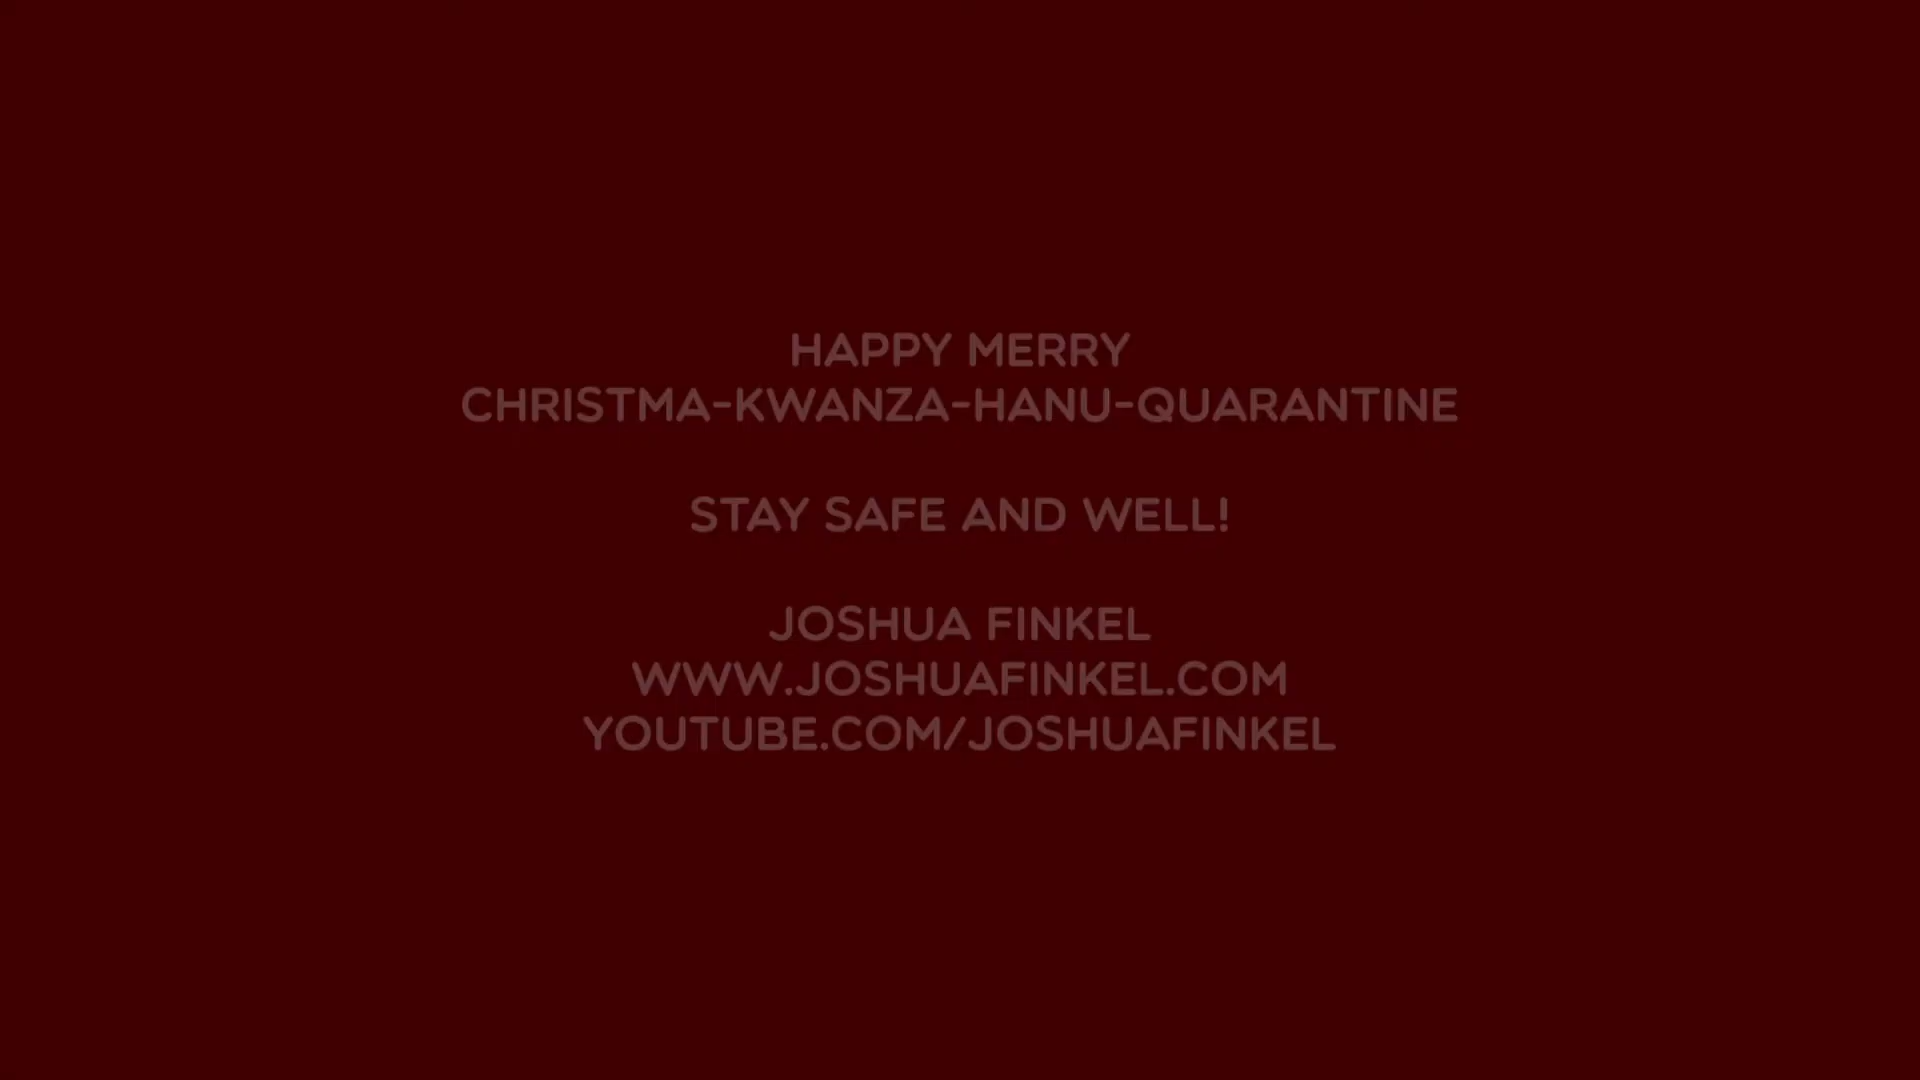 HAPPY MERRY
CHRISTMA-KWANZA-HANU-QUARANTINE
STAY SAFE AND WELL!
JOSHUA FINKEL
WWW.JOSHUAFINKEL.COM
YOUTUBE.COM/JOSHUAFINKEL